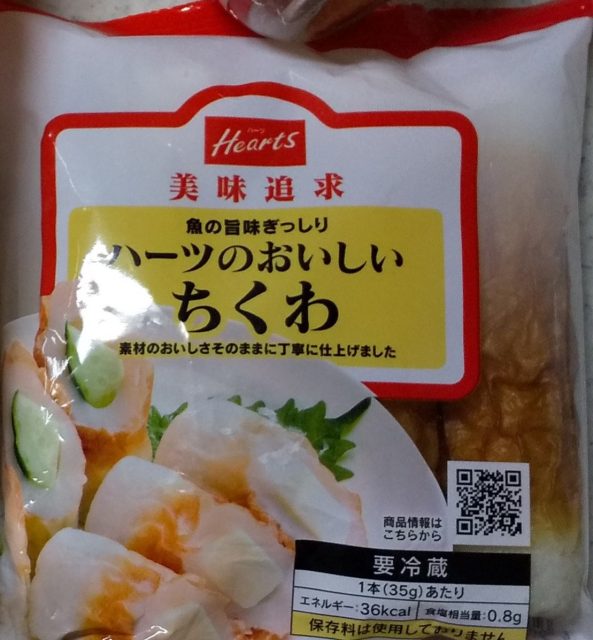 ハーツ
Hearts
美味追求
魚の旨味ぎっしり
ハーツのおいしい
ちくわ
素材のおいしさそのままに丁寧に仕上げました
商品情報は
こちらから
要冷蔵
1本(35g)あたり
エネルギー:36kcal 食塩相当量:0.8g
保存料は使用しておりません